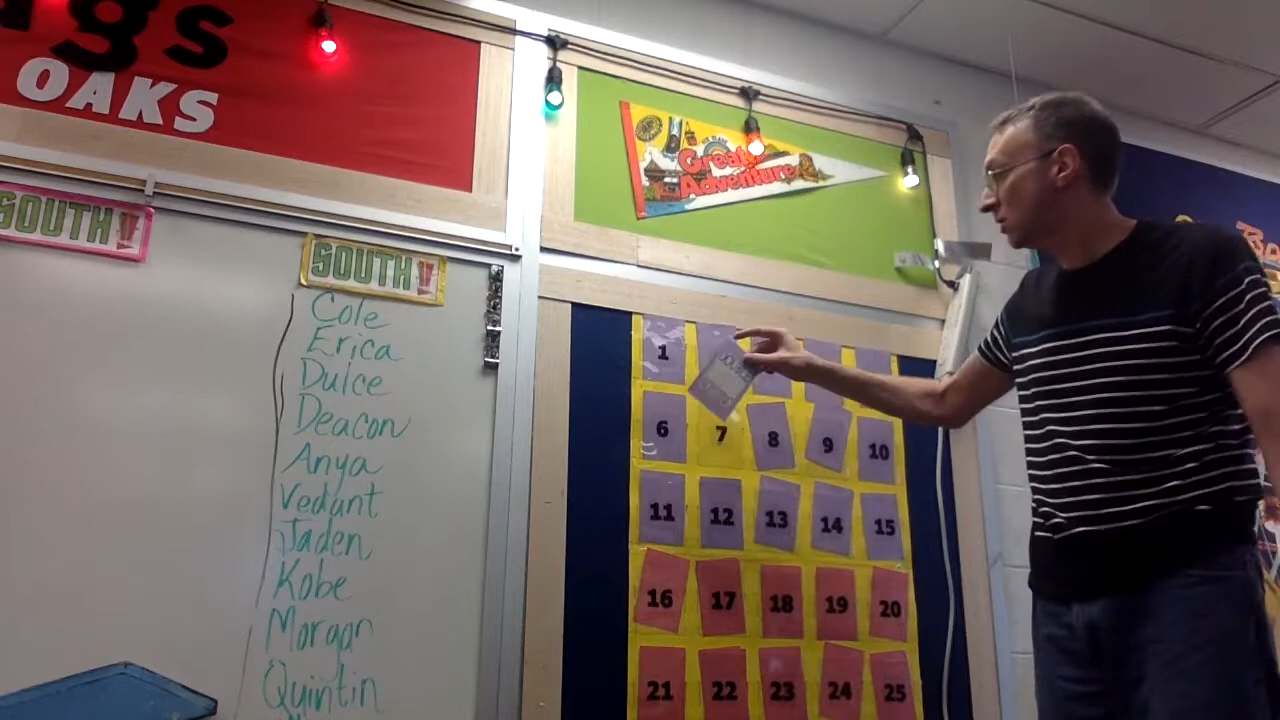 gs
OAKS
Great
Adventure
SOUTH!
SOUTH!
Cole
Erica
Dulce
Deacon
Anya
Vedant
Jaden
Kobe
Morgan
Quintin
1
6 7 8 9 10
11 12 13 14 15
16 17 18 19 20
21 22 23 24 25